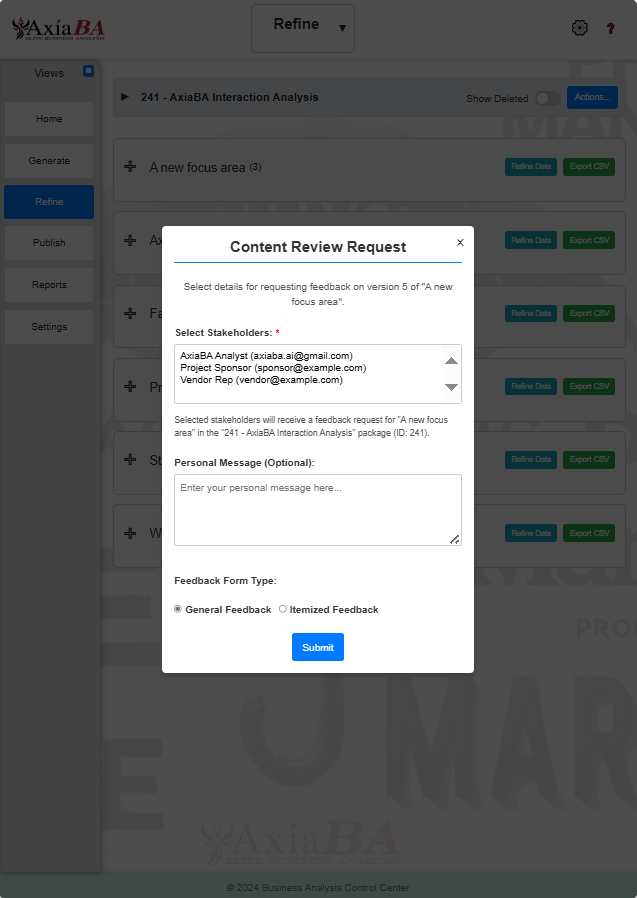 AxiaBA
ELITE BUSINESS ANALYSIS
Refine ▼
?
Views
Home
Generate
Refine
Publish
Reports
Settings
▶ 241 - AxiaBA Interaction Analysis
Show Deleted
Actions...
A new focus area (3)
Refine Data
Export CSV
Ax
Refine Data
Export CSV
Fa
Refine Data
Export CSV
Pr
Refine Data
Export CSV
St
Refine Data
Export CSV
W
Refine Data
Export CSV
Content Review Request
x
Select details for requesting feedback on version 5 of "A new
focus area".
Select Stakeholders: *
AxiaBA Analyst (axiaba.ai@gmail.com)
Project Sponsor (sponsor@example.com)
Vendor Rep (vendor@example.com)
Selected stakeholders will receive a feedback request for "A new focus
area" in the "241 - AxiaBA Interaction Analysis" package (ID: 241).
Personal Message (Optional):
Enter your personal message here...
Feedback Form Type:
General Feedback
Itemized Feedback
Submit
PRO
MAR
AxiaBA
ELITE BUSINESS ANALYSIS
© 2024 Business Analysis Control Center